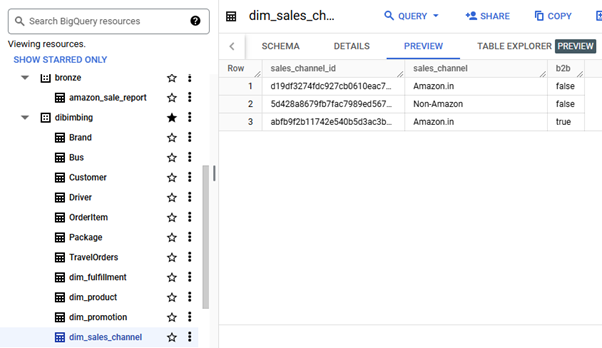 Search BigQuery resources
Viewing resources.
SHOW STARRED ONLY
bronze
amazon_sale_report
dibimbing
Brand
Bus
Customer
Driver
OrderItem
Package
TravelOrders
dim_fulfillment
dim_product
dim_promotion
dim_sales_channel
dim_sales_ch...
QUERY
SHARE
COPY
SCHEMA DETAILS PREVIEW TABLE EXPLORER PREVIEW
Row sales_channel_id sales_channel b2b
1 d19df3274fdc927cb0610eac7... Amazon.in false
2 5d428a8679fb7fac7989ed567... Non-Amazon false
3 abfb9f2b11742e540b5d3ac3b... Amazon.in true